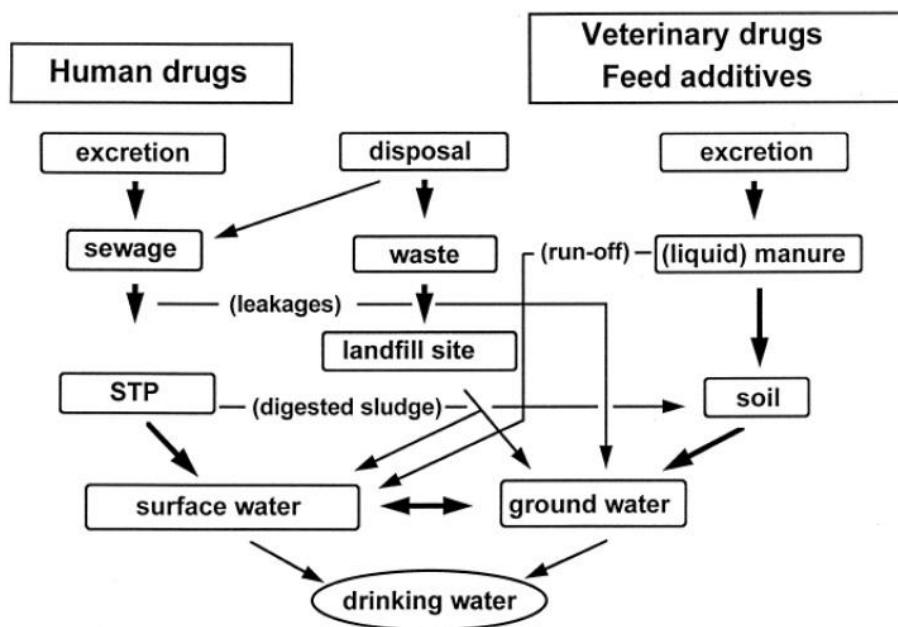 Human drugs
Veterinary drugs
Feed additives
excretion
disposal
excretion
sewage
waste
(run-off)
(liquid) manure
(leakages)
landfill site
STP
(digested sludge)
soil
surface water
ground water
drinking water